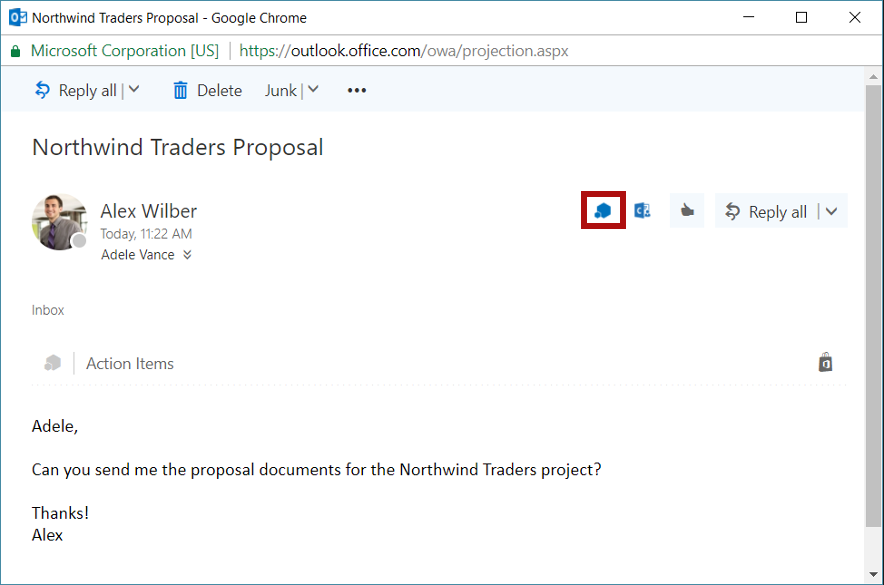 Northwind Traders Proposal - Google Chrome
Microsoft Corporation [US] | https://outlook.office.com/owa/projection.aspx
Reply all | Delete Junk | •••
Northwind Traders Proposal
Alex Wilber
Today, 11:22 AM
Adele Vance
Reply all |
Inbox
Action Items
Adele,
Can you send me the proposal documents for the Northwind Traders project?
Thanks!
Alex